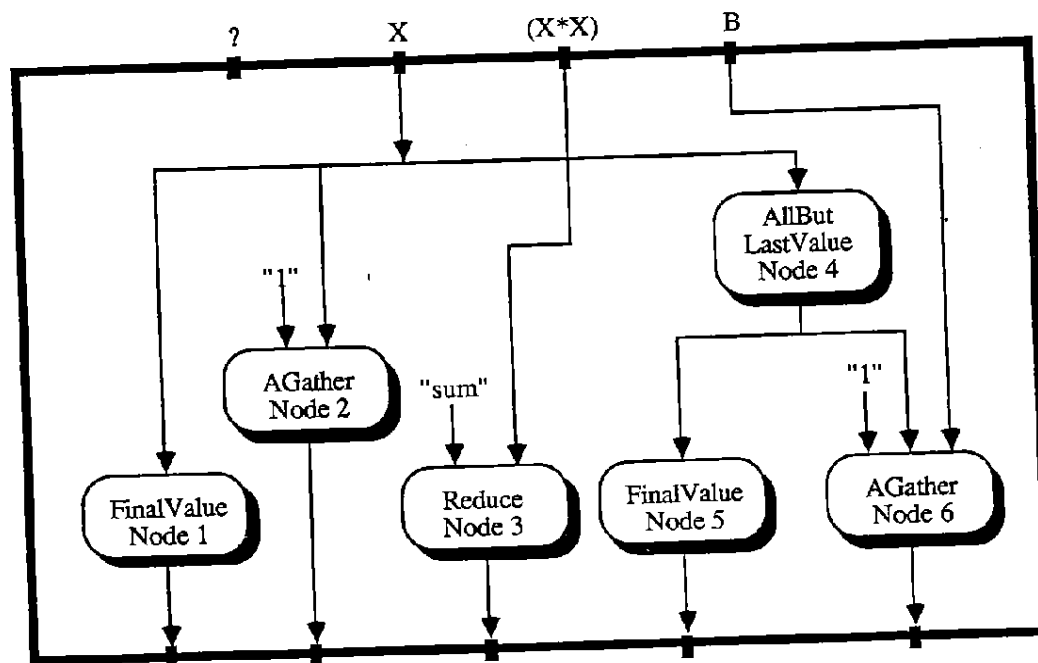 ?
X
(X*X)
B
AllBut
LastValue
Node 4
"1"
AGather
Node 2
"sum"
"1"
FinalValue
Node 1
Reduce
Node 3
FinalValue
Node 5
AGather
Node 6